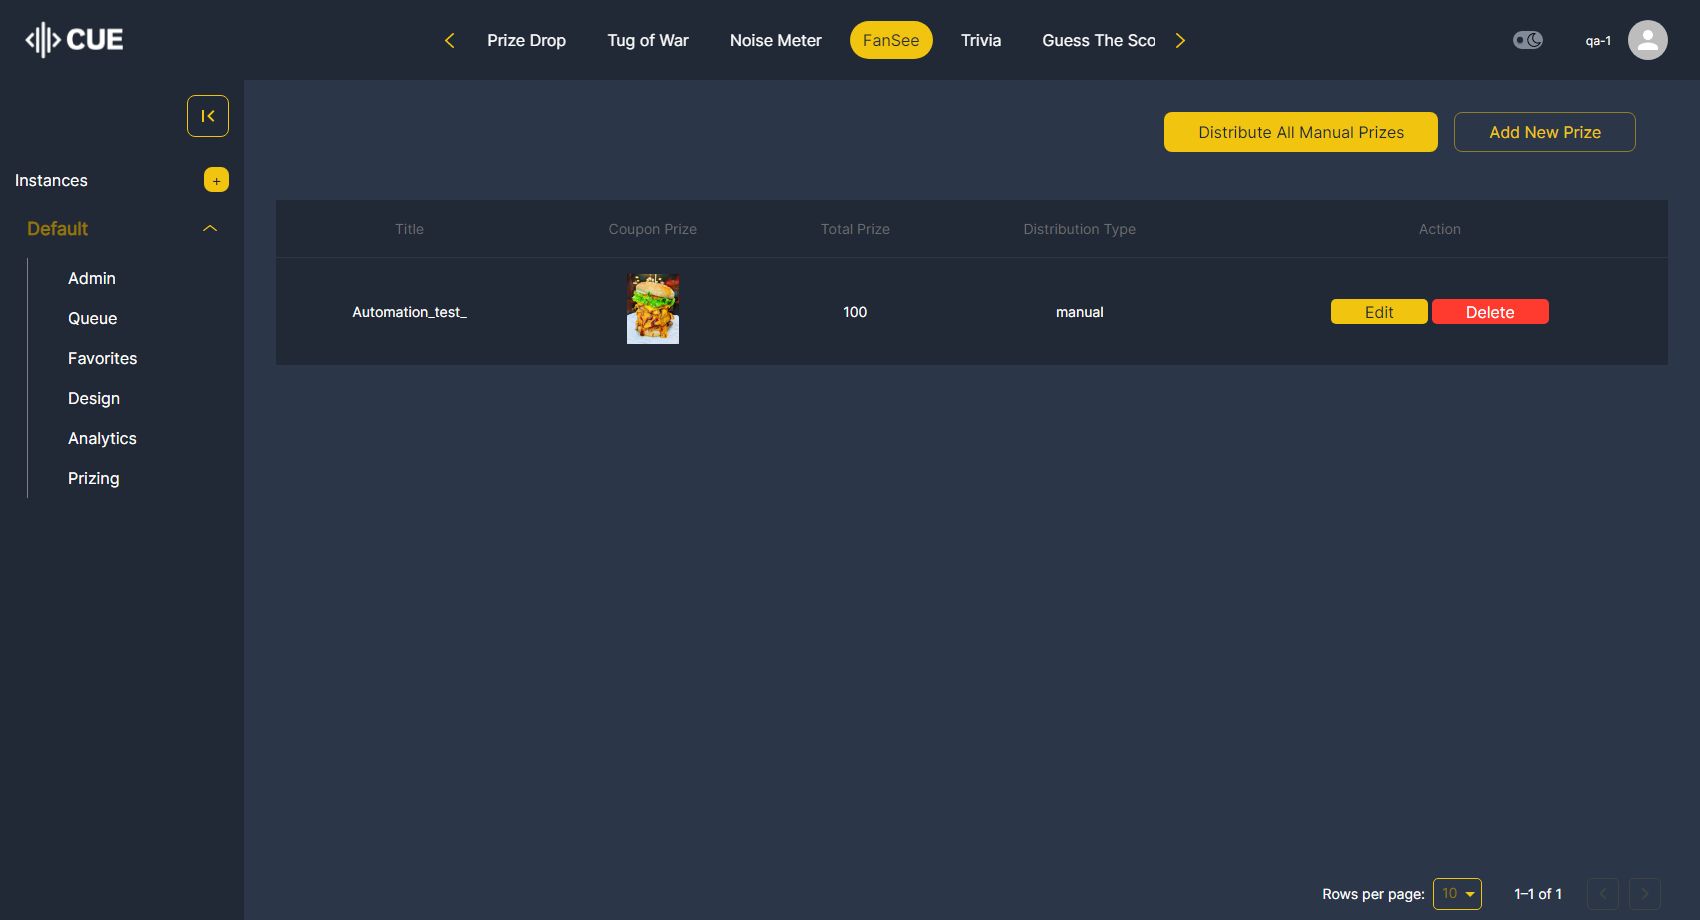 CUE
Prize Drop
Tug of War
Noise Meter
FanSee
Trivia
Guess The Sco
qa-1
Instances
+
Default
Admin
Queue
Favorites
Design
Analytics
Prizing
Distribute All Manual Prizes
Add New Prize
Title
Coupon Prize
Total Prize
Distribution Type
Action
Automation_test_
100
manual
Edit
Delete
Rows per page:
10
1–1 of 1